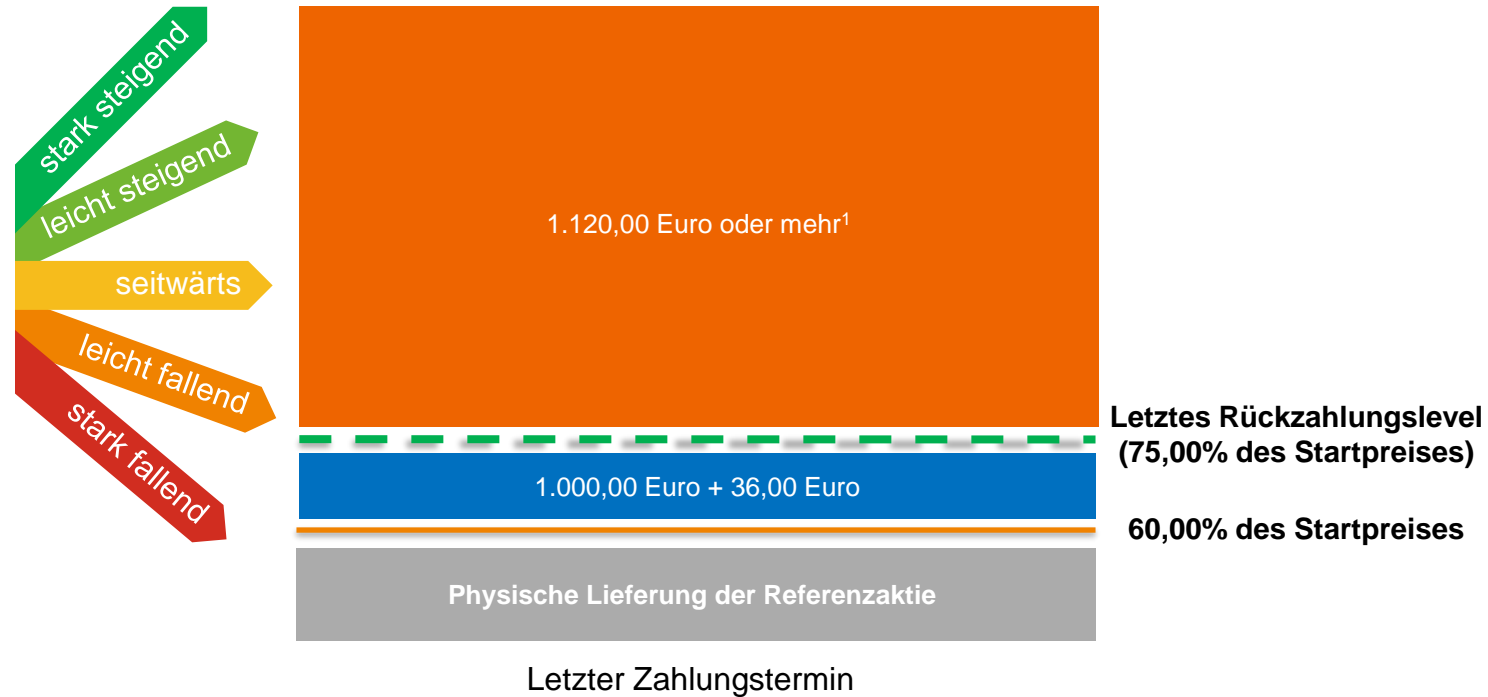 stark steigend
leicht steigend
seitwärts
leicht fallend
stark fallend
1.120,00 Euro oder mehr¹
Letztes Rückzahlungslevel
(75,00% des Startpreises)
1.000,00 Euro + 36,00 Euro
60,00% des Startpreises
Physische Lieferung der Referenzaktie
Letzter Zahlungstermin